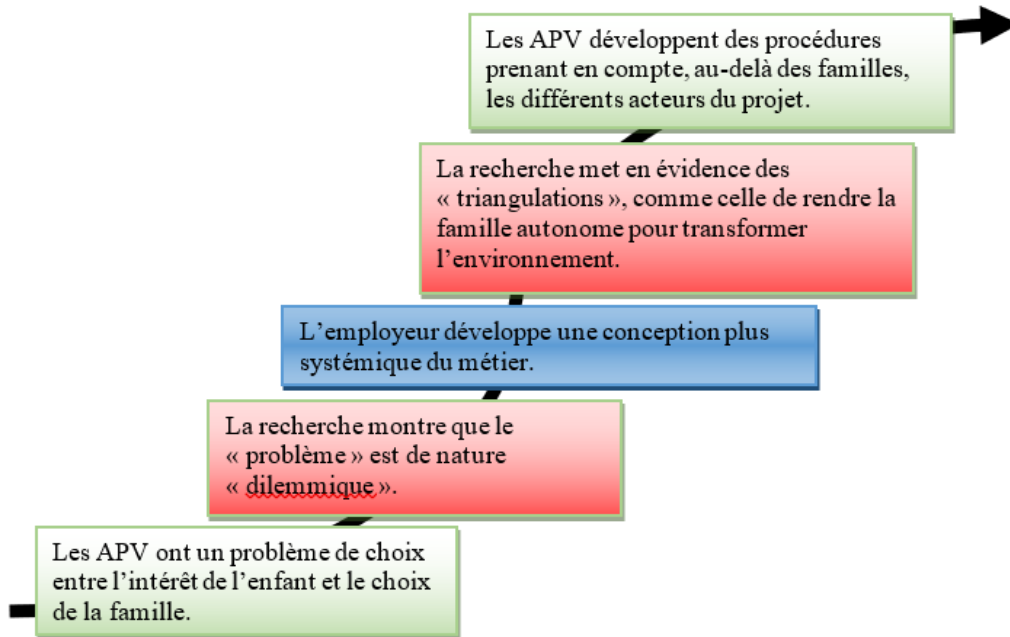 Les APV développent des procédures
prenant en compte, au-delà des familles,
les différents acteurs du projet.
La recherche met en évidence des
« triangulations », comme celle de rendre la
famille autonome pour transformer
l’environnement.
L’employeur développe une conception plus
systémique du métier.
La recherche montre que le
« problème » est de nature
« dilemmique ».
Les APV ont un problème de choix
entre l’intérêt de l’enfant et le choix
de la famille.